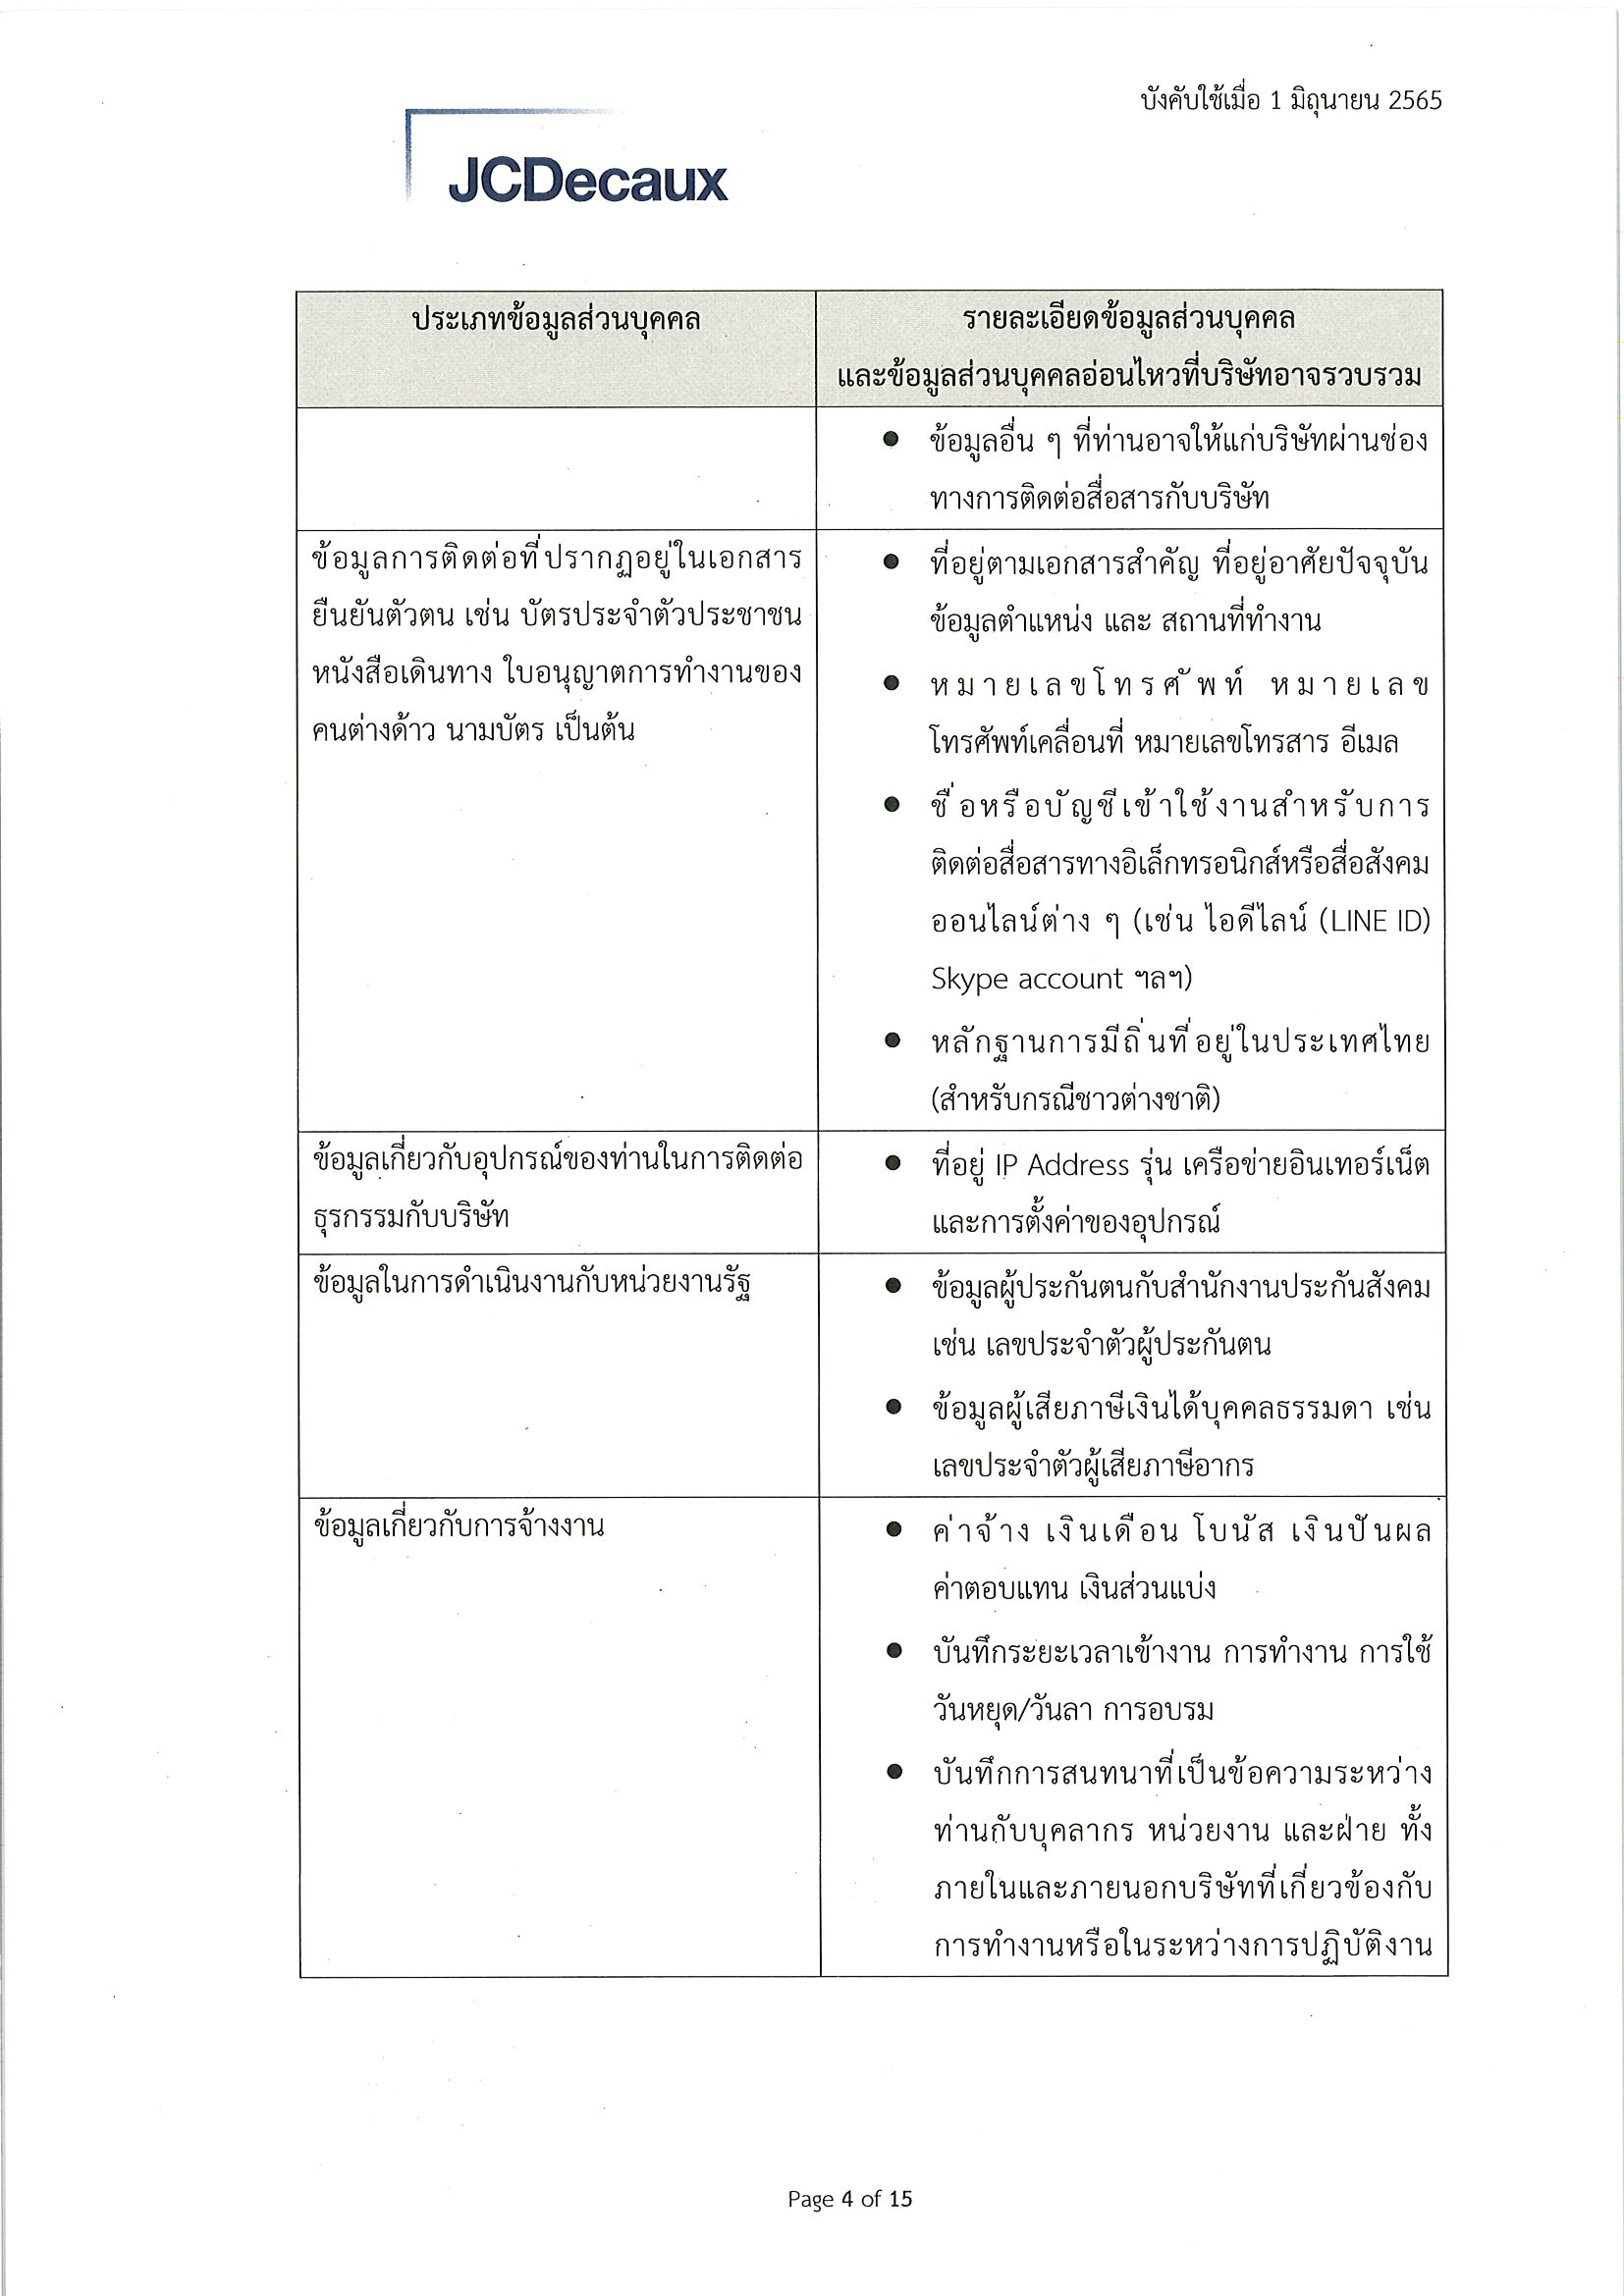 บังคับใช้เมื่อ 1 มิถุนายน 2565
JCDecaux
ประเภทข้อมูลส่วนบุคคล
รายละเอียดข้อมูลส่วนบุคคล
และข้อมูลส่วนบุคคลอ่อนไหวที่บริษัทอาจรวบรวม
● ข้อมูลอื่น ๆ ที่ท่านอาจให้แก่บริษัทผ่านช่อง
ทางการติดต่อสื่อสารกับบริษัท
ข้อมูลการติดต่อที่ปรากฏอยู่ในเอกสาร
ยืนยันตัวตน เช่น บัตรประจำตัวประชาชน
หนังสือเดินทาง ใบอนุญาตการทำงานของ
คนต่างด้าว นามบัตร เป็นต้น
● ที่อยู่ตามเอกสารสำคัญ ที่อยู่อาศัยปัจจุบัน
ข้อมูลตำแหน่ง และ สถานที่ทำงาน
● หมายเลขโทรศัพท์ หมายเลข
โทรศัพท์เคลื่อนที่ หมายเลขโทรสาร อีเมล
● ชื่อหรือบัญชีเข้าใช้งานสำหรับการ
ติดต่อสื่อสารทางอิเล็กทรอนิกส์หรือสื่อสังคม
ออนไลน์ต่าง ๆ (เช่น ไอดีไลน์ (LINE ID)
Skype account ฯลฯ)
● หลักฐานการมีถิ่นที่อยู่ในประเทศไทย
(สำหรับกรณีชาวต่างชาติ)
ข้อมูลเกี่ยวกับอุปกรณ์ของท่านในการติดต่อ
ธุรกรรมกับบริษัท
● ที่อยู่ IP Address รุ่น เครือข่ายอินเทอร์เน็ต
และการตั้งค่าของอุปกรณ์
ข้อมูลในการดำเนินงานกับหน่วยงานรัฐ
● ข้อมูลผู้ประกันตนกับสำนักงานประกันสังคม
เช่น เลขประจำตัวผู้ประกันตน
● ข้อมูลผู้เสียภาษีเงินได้บุคคลธรรมดา เช่น
เลขประจำตัวผู้เสียภาษีอากร
ข้อมูลเกี่ยวกับการจ้างงาน
● ค่าจ้าง เงินเดือน โบนัส เงินปันผล
ค่าตอบแทน เงินส่วนแบ่ง
● บันทึกระยะเวลาเข้างาน การทำงาน การใช้
วันหยุด/วันลา การอบรม
● บันทึกการสนทนาที่เป็นข้อความระหว่าง
ท่านกับบุคลากร หน่วยงาน และฝ่าย ทั้ง
ภายในและภายนอกบริษัทที่เกี่ยวข้องกับ
การทำงานหรือในระหว่างการปฏิบัติงาน
Page 4 of 15